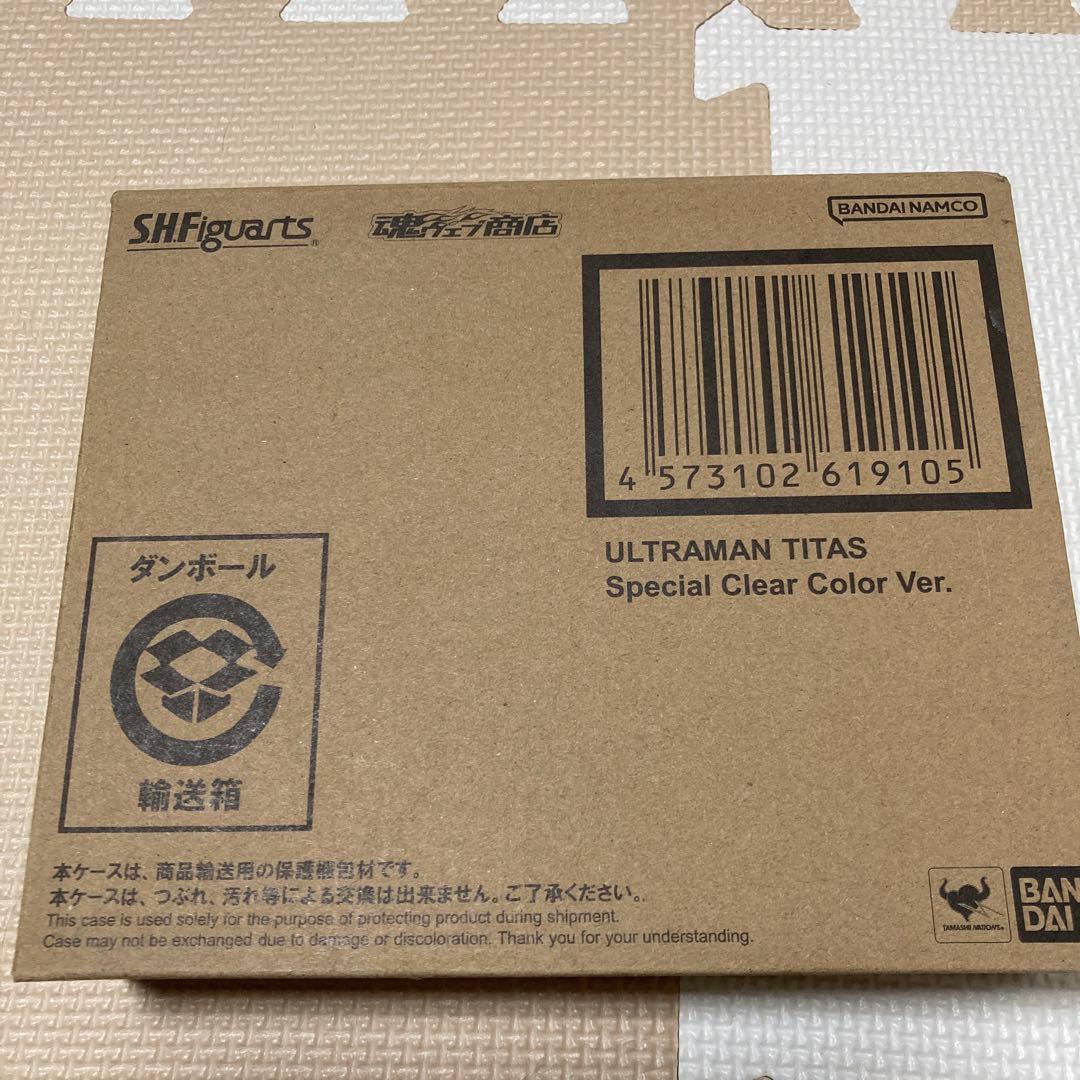 S.H.Figuarts®
魂ウェブ商店
BANDAI NAMCO
4 573102 619105
ULTRAMAN TITAS
Special Clear Color Ver.
ダンボール
輸送箱
本ケースは、商品輸送用の保護梱包材です。
本ケースは、つぶれ、汚れ等による交換は出来ません。ご了承ください。
This case is used solely for the purpose of protecting product during shipment.
Case may not be exchanged due to damage or discoloration. Thank you for your understanding.
TAMASHII NATIONS®
BAN
DAI